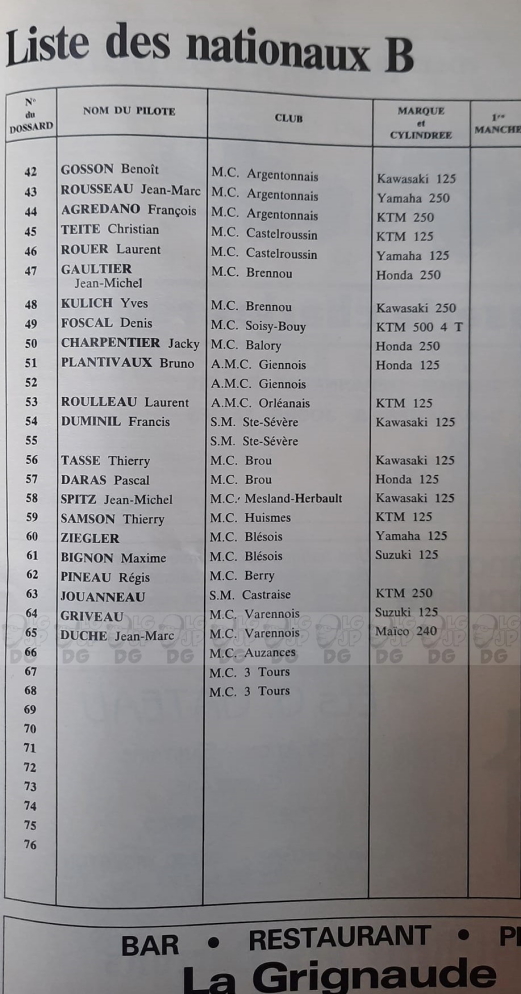 Liste des nationaux B
N° du DOSSARD NOM DU PILOTE CLUB MARQUE et CYLINDREE 1re MANCHE
42 GOSSON Benoît M.C. Argentonnais Kawasaki 125
43 ROUSSEAU Jean-Marc M.C. Argentonnais Yamaha 250
44 AGREDANO François M.C. Argentonnais KTM 250
45 TEITE Christian M.C. Castelroussin KTM 125
46 ROUER Laurent M.C. Castelroussin Yamaha 125
47 GAULTIER M.C. Brennou Honda 250
Jean-Michel
48 KULICH Yves M.C. Brennou Kawasaki 250
49 FOSCAL Denis M.C. Soisy-Bouy KTM 500 4 T
50 CHARPENTIER Jacky M.C. Balory Honda 250
51 PLANTIVAUX Bruno A.M.C. Giennois Honda 125
52 A.M.C. Giennois
53 ROULLEAU Laurent A.M.C. Orléanais KTM 125
54 DUMINIL Francis S.M. Ste-Sévère Kawasaki 125
55 S.M. Ste-Sévère
56 TASSE Thierry M.C. Brou Kawasaki 125
57 DARAS Pascal M.C. Brou Honda 125
58 SPITZ Jean-Michel M.C. Mesland-Herbault Kawasaki 125
59 SAMSON Thierry M.C. Huismes KTM 125
60 ZIEGLER M.C. Blésois Yamaha 125
61 BIGNON Maxime M.C. Blésois Suzuki 125
62 PINEAU Régis M.C. Berry
63 JOUANNEAU S.M. Castraise KTM 250
64 GRIVEAU M.C. Varennois Suzuki 125
65 DUCHE Jean-Marc M.C. Varennois Maico 240
66 M.C. Auzances
67 M.C. 3 Tours
68 M.C. 3 Tours
69
70
71
72
73
74
75
76
BAR • RESTAURANT •
La Grignaude